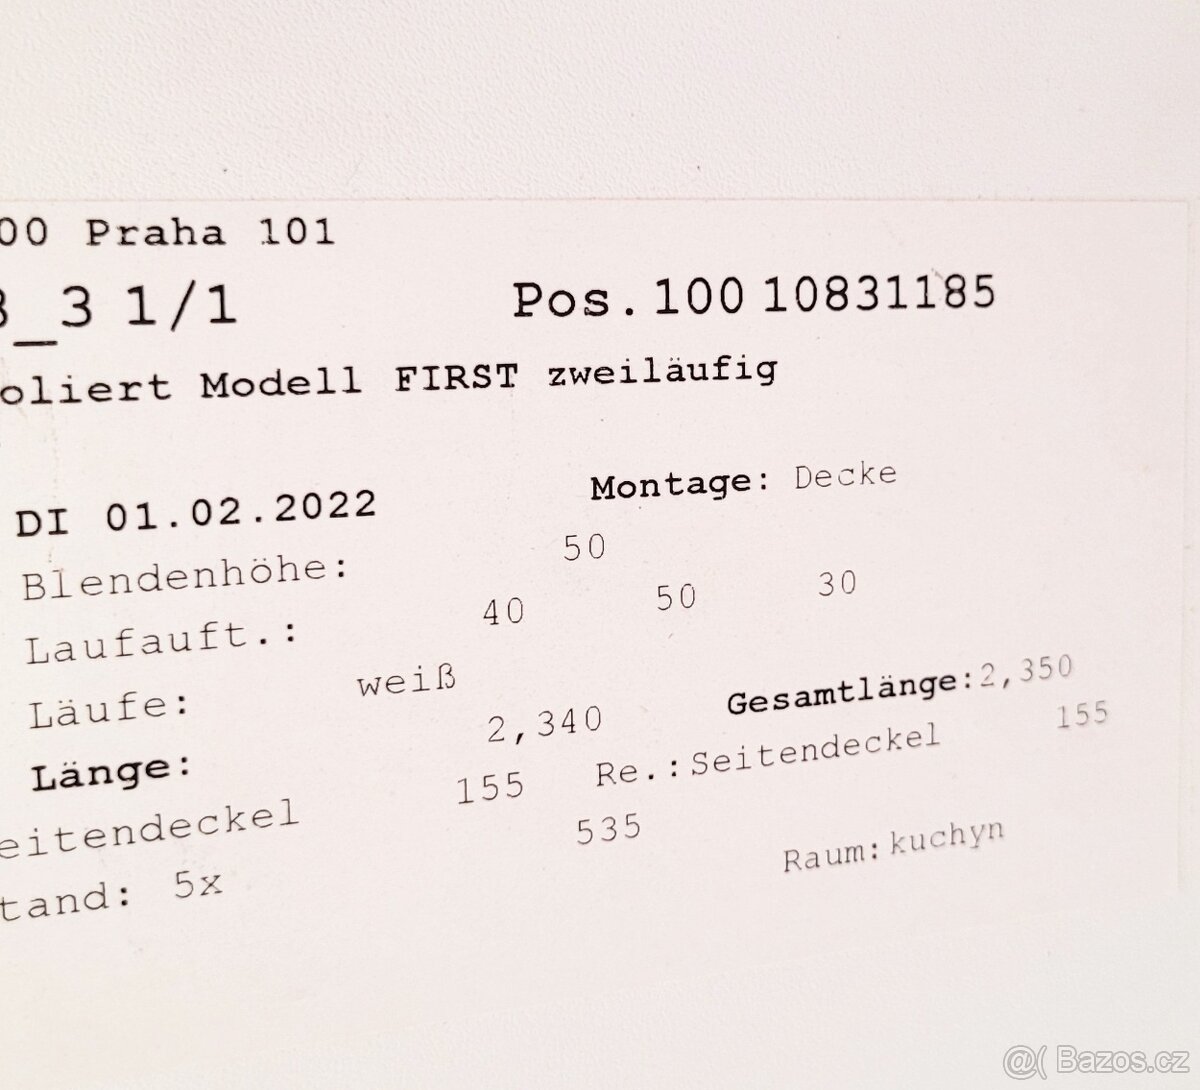 00 Praha 101
_3 1/1 Pos.100 10831185
oliert Modell FIRST zweiläufig
DI 01.02.2022 Montage: Decke
Blendenhöhe: 50
Laufauft.: 40 50 30
Läufe: weiß
Länge: 2,340 Gesamtlänge:2,350
eitendeckel 155 Re.:Seitendeckel 155
tand: 5x 535
Raum:kuchyn
@( Bazos.cz